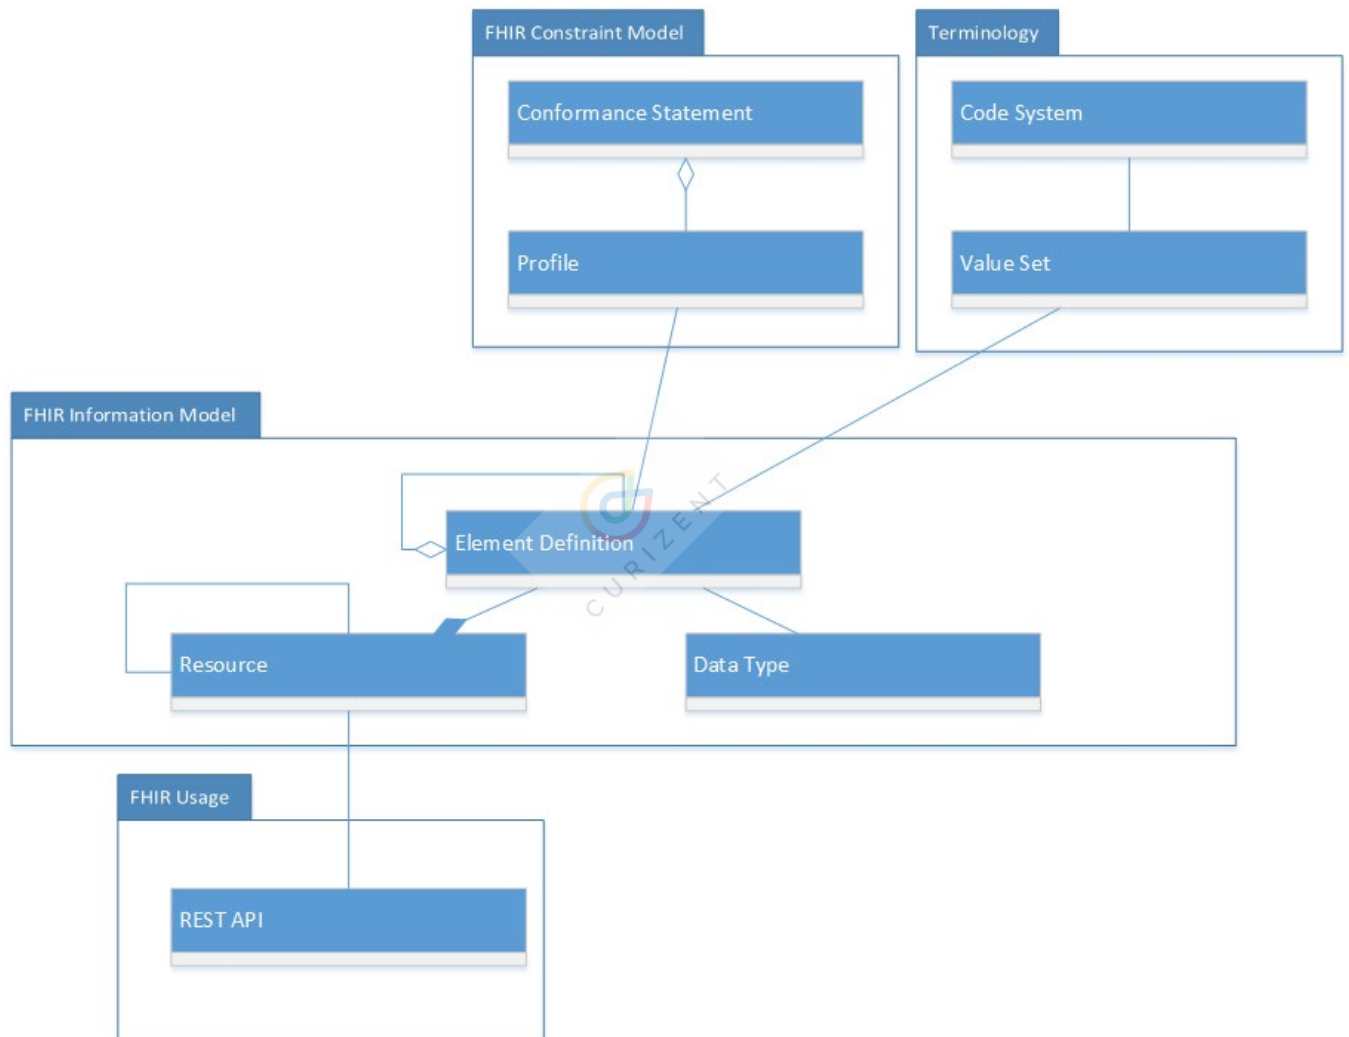 FHIR Constraint Model
Terminology
Conformance Statement
Code System
Profile
Value Set
FHIR Information Model
Element Definition
CURIZENT
Resource
Data Type
FHIR Usage
REST API